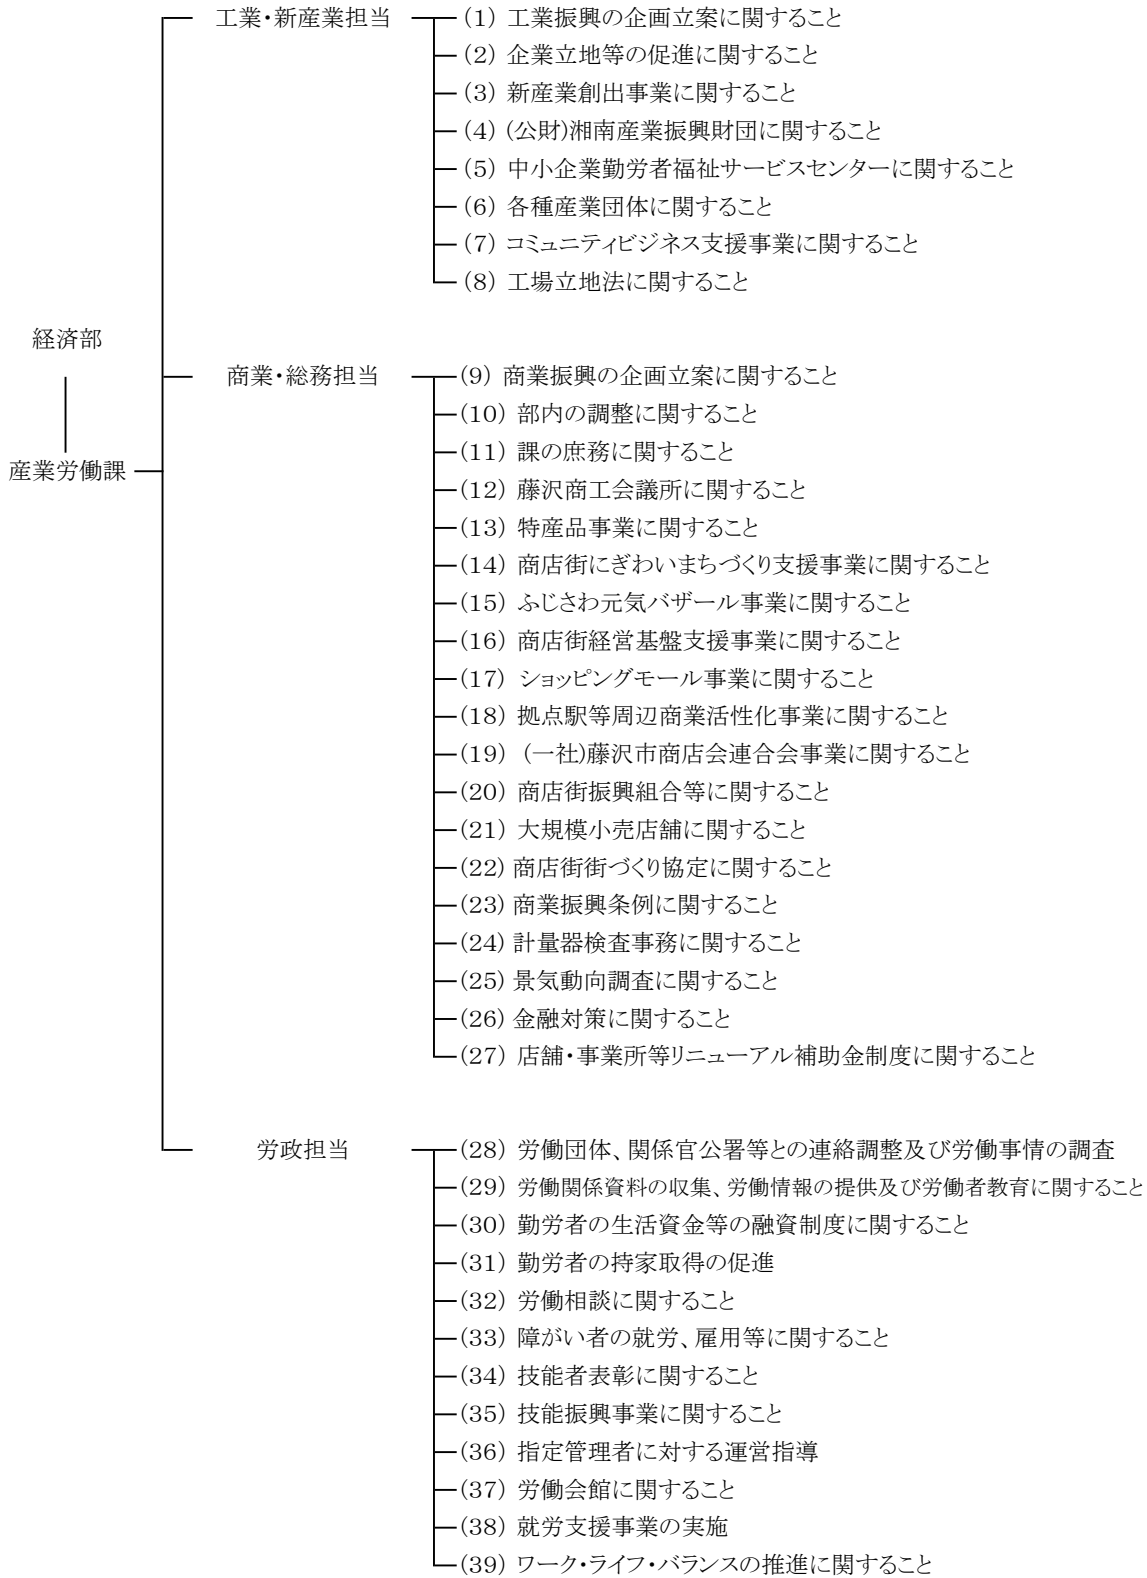 経済部
産業労働課
工業・新産業担当
(1) 工業振興の企画立案に関すること
(2) 企業立地等の促進に関すること
(3) 新産業創出事業に関すること
(4) (公財)湘南産業振興財団に関すること
(5) 中小企業勤労者福祉サービスセンターに関すること
(6) 各種産業団体に関すること
(7) コミュニティビジネス支援事業に関すること
(8) 工場立地法に関すること
商業・総務担当
(9) 商業振興の企画立案に関すること
(10) 部内の調整に関すること
(11) 課の庶務に関すること
(12) 藤沢商工会議所に関すること
(13) 特産品事業に関すること
(14) 商店街にぎわいまちづくり支援事業に関すること
(15) ふじさわ元気バザール事業に関すること
(16) 商店街経営基盤支援事業に関すること
(17) ショッピングモール事業に関すること
(18) 拠点駅等周辺商業活性化事業に関すること
(19) (一社)藤沢市商店会連合会事業に関すること
(20) 商店街振興組合等に関すること
(21) 大規模小売店舗に関すること
(22) 商店街街づくり協定に関すること
(23) 商業振興条例に関すること
(24) 計量器検査事務に関すること
(25) 景気動向調査に関すること
(26) 金融対策に関すること
(27) 店舗・事業所等リニューアル補助金制度に関すること
労政担当
(28) 労働団体、関係官公署等との連絡調整及び労働事情の調査
(29) 労働関係資料の収集、労働情報の提供及び労働者教育に関すること
(30) 勤労者の生活資金等の融資制度に関すること
(31) 勤労者の持家取得の促進
(32) 労働相談に関すること
(33) 障がい者の就労、雇用等に関すること
(34) 技能者表彰に関すること
(35) 技能振興事業に関すること
(36) 指定管理者に対する運営指導
(37) 労働会館に関すること
(38) 就労支援事業の実施
(39) ワーク・ライフ・バランスの推進に関すること